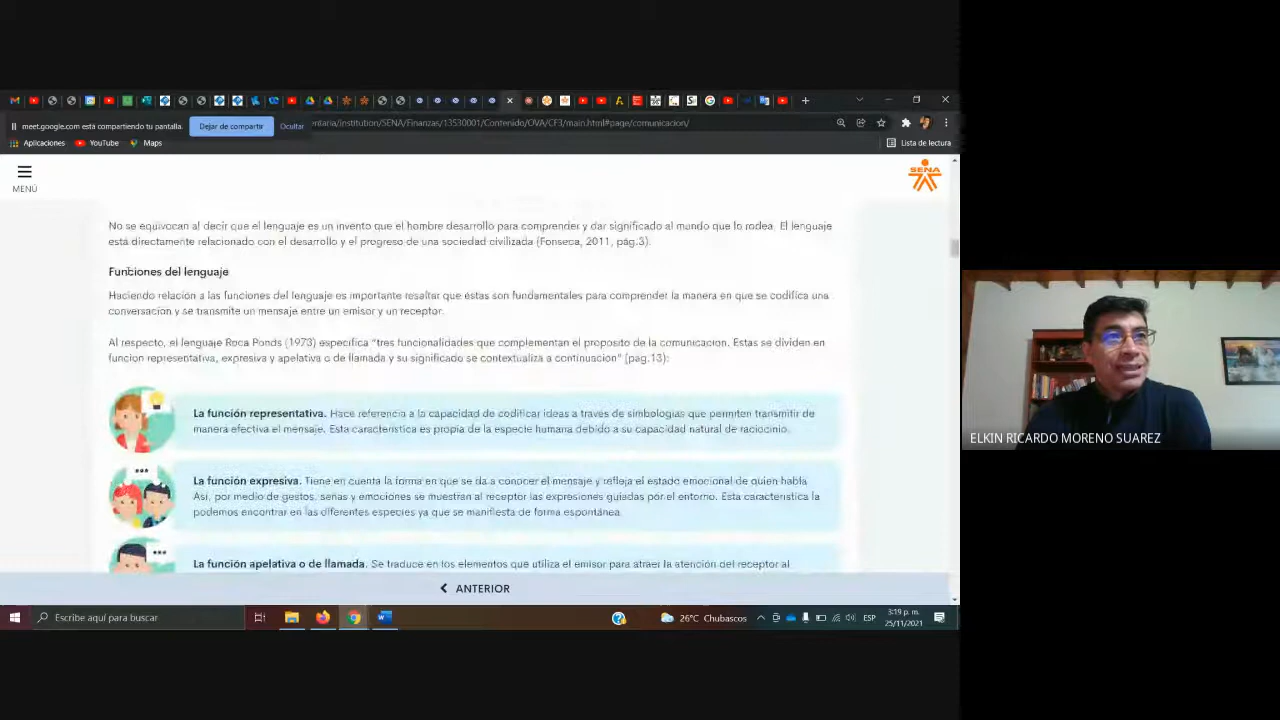 meet.google.com está compartiendo tu pantalla.
Dejar de compartir
Ocultar
entaria/institution/SENA/Finanzas/13530001/Contenido/OVA/CF3/main.html#page/comunicacion/
Aplicaciones
YouTube
Maps
Lista de lectura
MENÚ
SENA
No se equivocan al decir que el lenguaje es un invento que el hombre desarrollo para comprender y dar significado al mundo que lo rodea. El lenguaje
está directamente relacionado con el desarrollo y el progreso de una sociedad civilizada (Fonseca, 2011, pág.3).
Funciones del lenguaje
Haciendo relación a las funciones del lenguaje es importante resaltar que estas son fundamentales para comprender la manera en que se codifica una
conversación y se transmite un mensaje entre un emisor y un receptor.
Al respecto, el lenguaje Roca Ponds (1973) especifica "tres funcionalidades que complementan el propósito de la comunicación. Estas se dividen en
función representativa, expresiva y apelativa o de llamada y su significado se contextualiza a continuación" (pag.13):
La función representativa. Hace referencia a la capacidad de codificar ideas a través de simbologías que permiten transmitir de
manera efectiva el mensaje. Esta característica es propia de la especie humana debido a su capacidad natural de raciocinio.
La función expresiva. Tiene en cuenta la forma en que se da a conocer el mensaje y refleja el estado emocional de quien habla
Así, por medio de gestos, señas y emociones se muestran al receptor las expresiones guiadas por el entorno. Esta característica la
podemos encontrar en las diferentes especies ya que se manifiesta de forma espontánea.
La función apelativa o de llamada. Se traduce en los elementos que utiliza el emisor para atraer la atención del receptor al
ANTERIOR
Escribe aquí para buscar
26°C Chubascos
ESP
3:19 p. m.
25/11/2021
ELKIN RICARDO MORENO SUAREZ